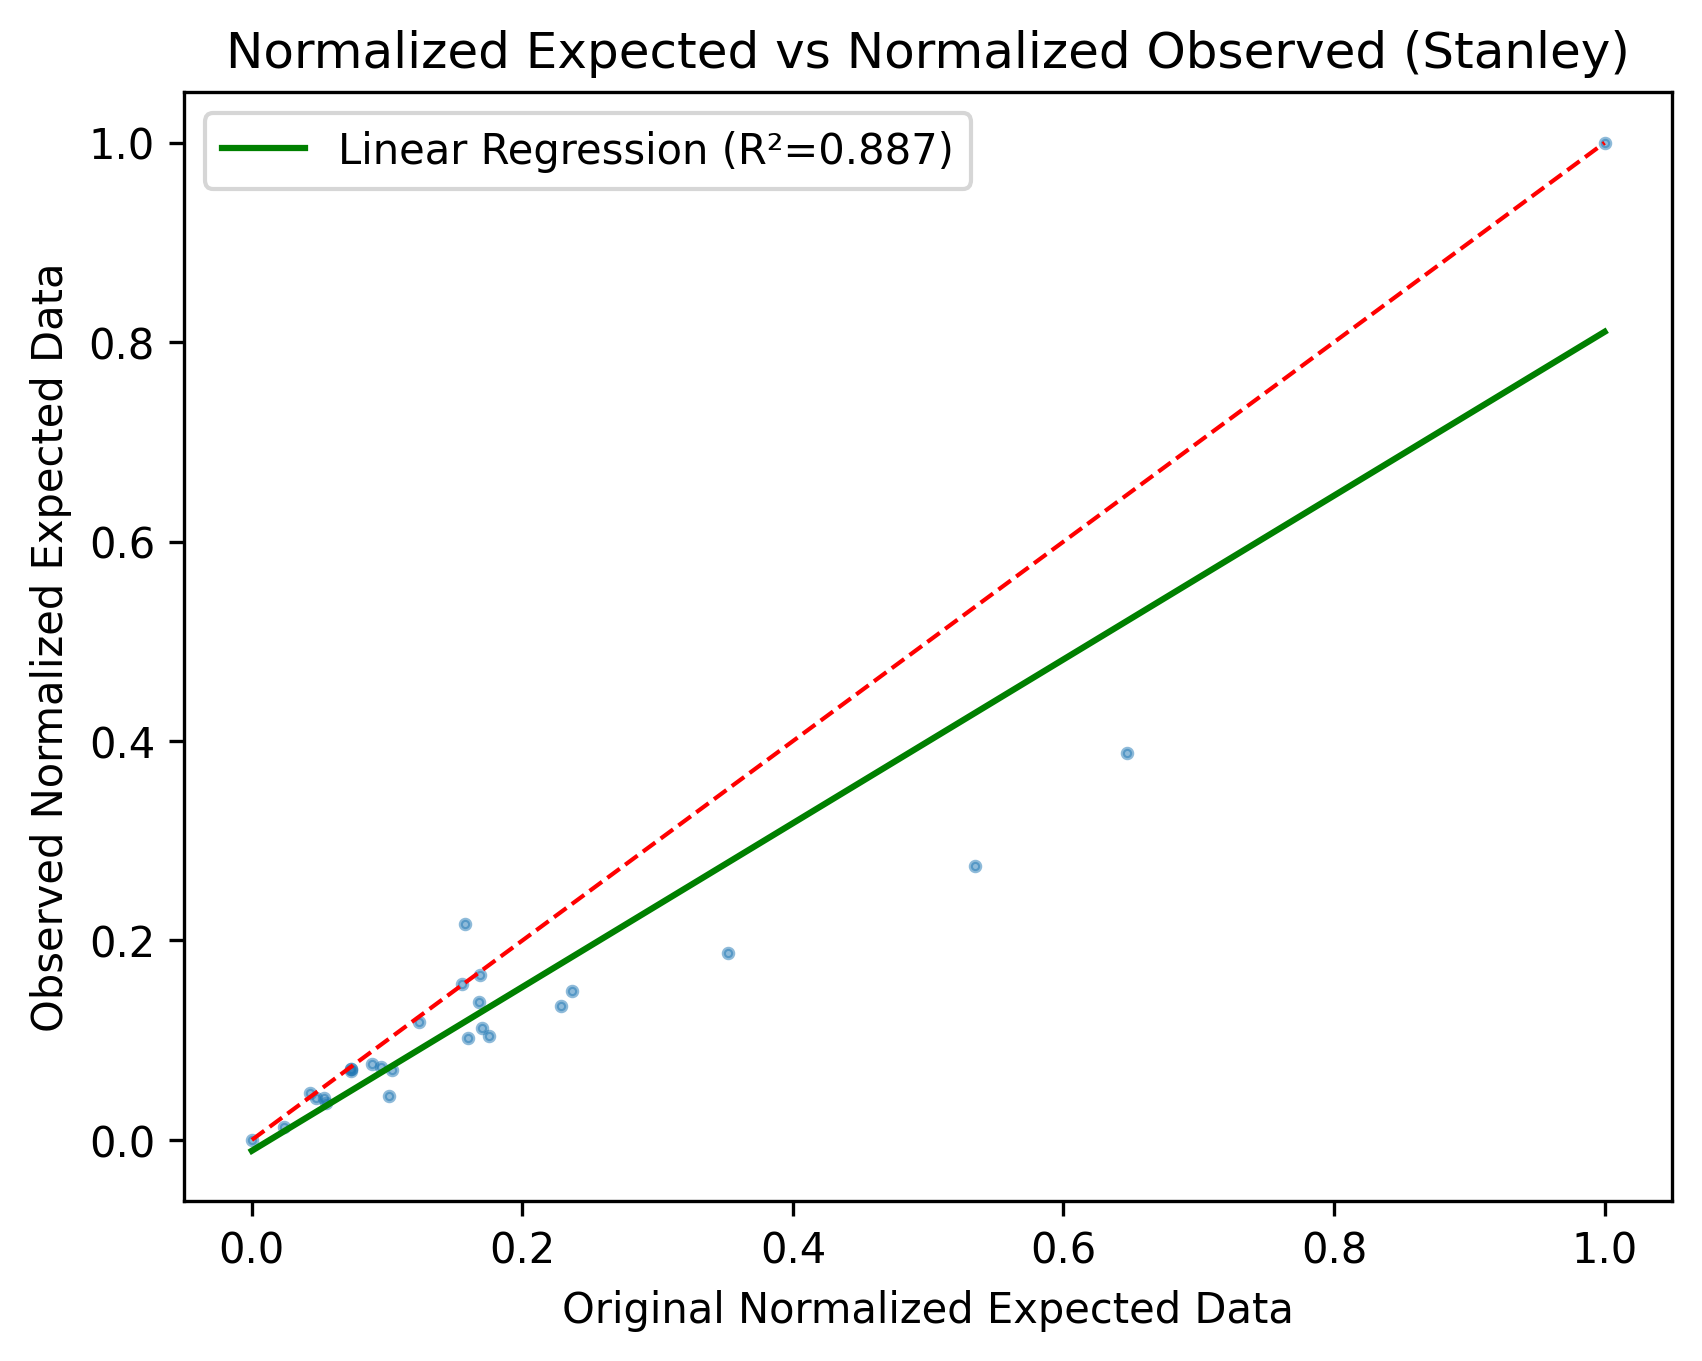 Normalized Expected vs Normalized Observed (Stanley)
Linear Regression (R²=0.887)
Observed Normalized Expected Data
1.0
0.8
0.6
0.4
0.2
0.0
0.0 0.2 0.4 0.6 0.8 1.0
Original Normalized Expected Data